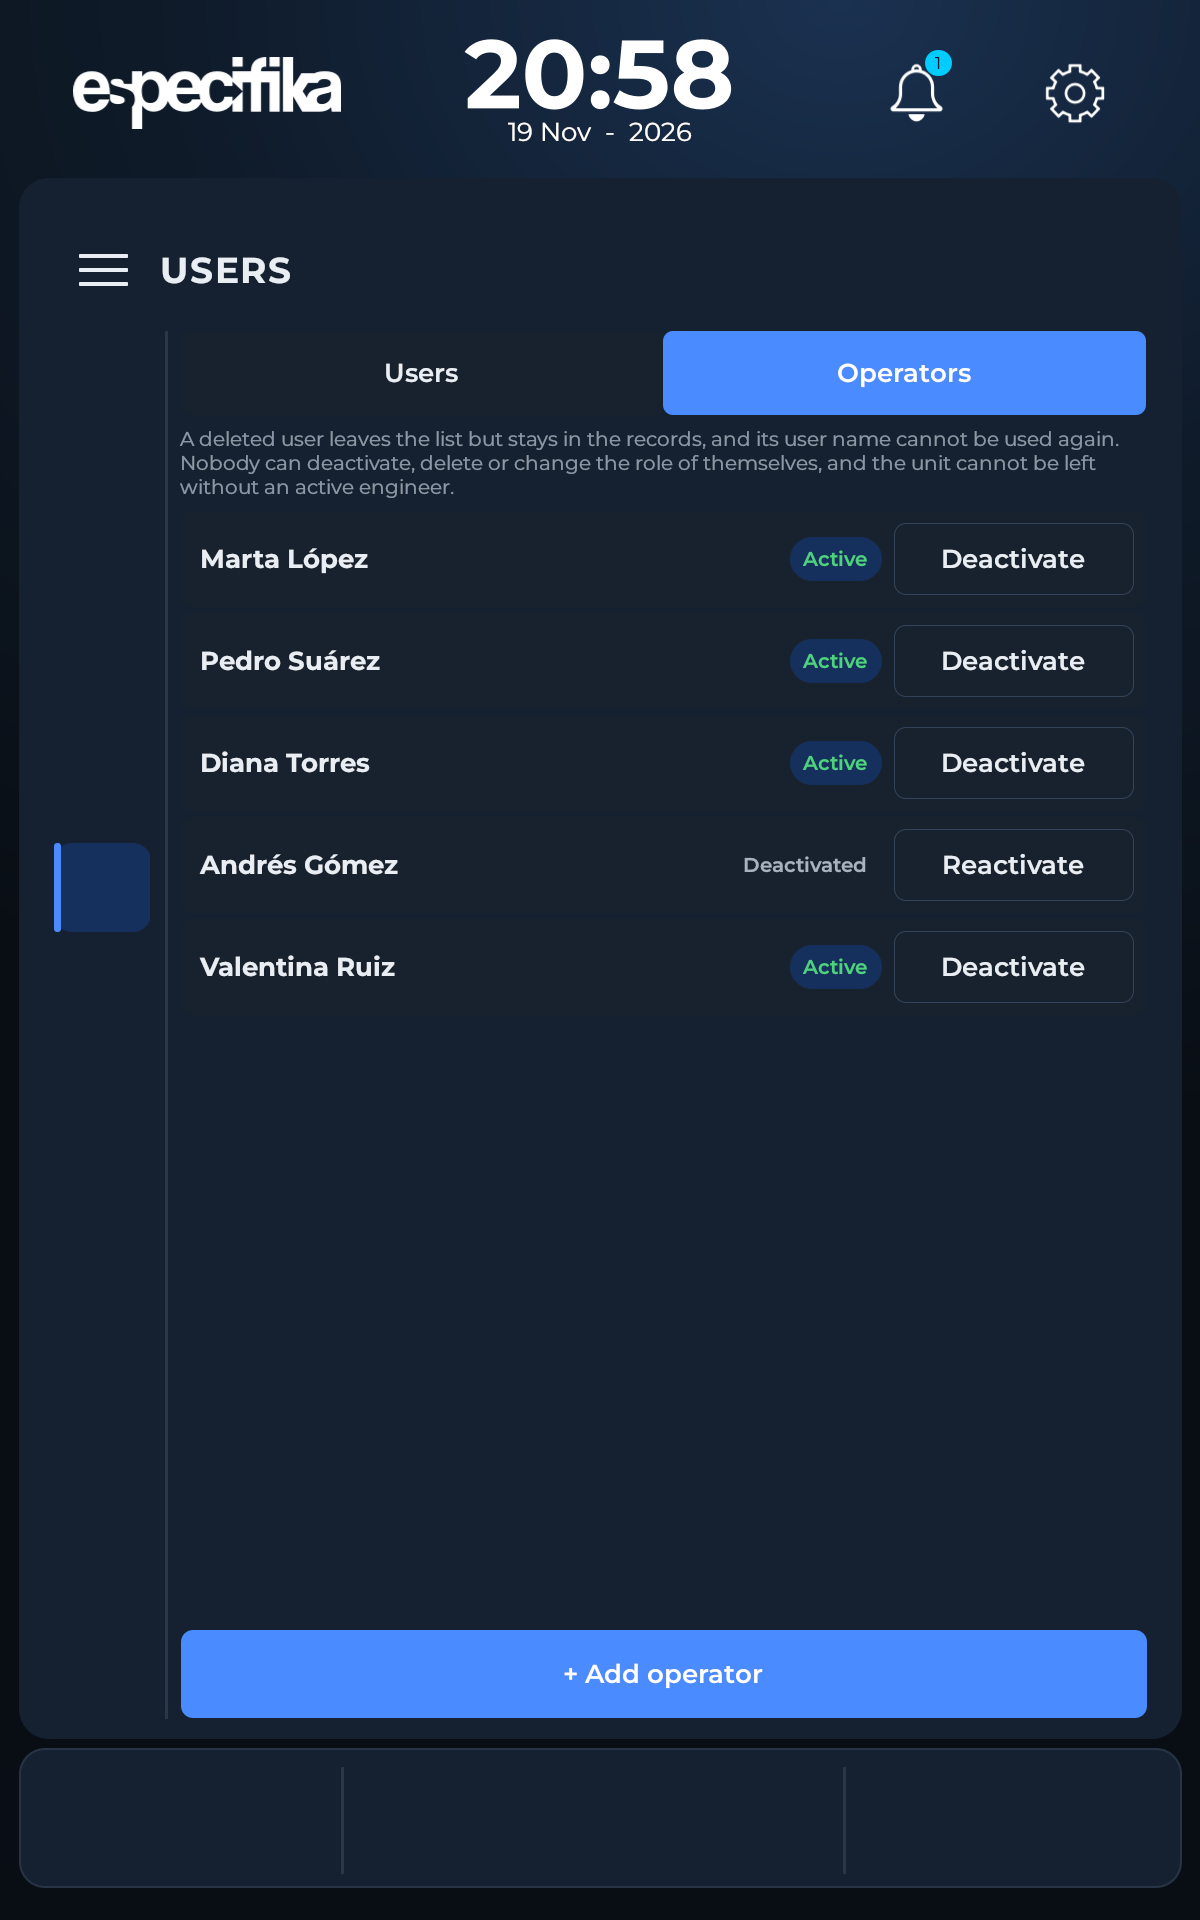 especifika
20:58
19 Nov - 2026
1
USERS
Users
Operators
A deleted user leaves the list but stays in the records, and its user name cannot be used again.
Nobody can deactivate, delete or change the role of themselves, and the unit cannot be left
without an active engineer.
Marta López
Active
Deactivate
Pedro Suárez
Active
Deactivate
Diana Torres
Active
Deactivate
Andrés Gómez
Deactivated
Reactivate
Valentina Ruiz
Active
Deactivate
+ Add operator